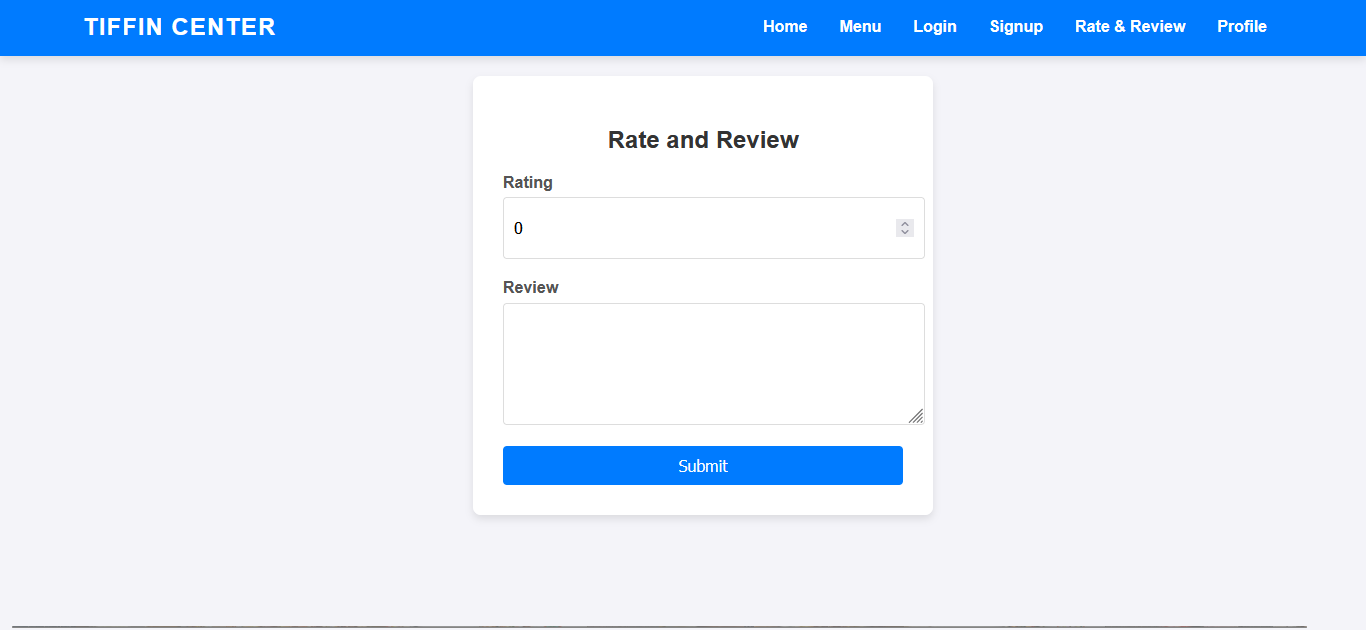 TIFFIN CENTER Home Menu Login Signup Rate & Review Profile
Rate and Review
Rating
0
Review
Submit